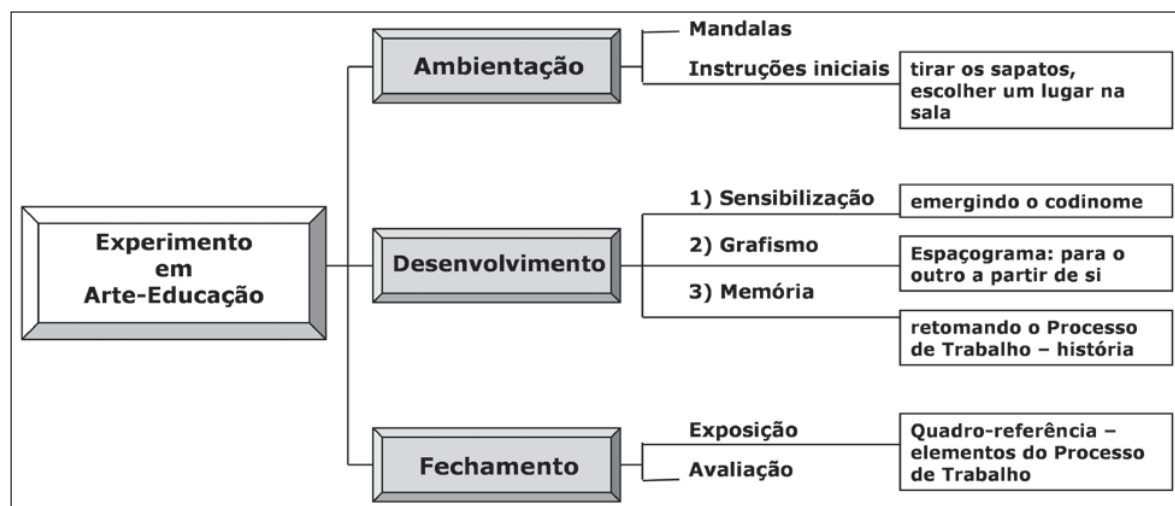 Experimento
em
Arte-Educação
Ambientação
Mandalas
Instruções iniciais
tirar os sapatos,
escolher um lugar na
sala
Desenvolvimento
1) Sensibilização
emergindo o codinome
2) Grafismo
Espaçograma: para o
outro a partir de si
3) Memória
retomando o Processo
de Trabalho – história
Fechamento
Exposição
Quadro-referência –
elementos do Processo
de Trabalho
Avaliação